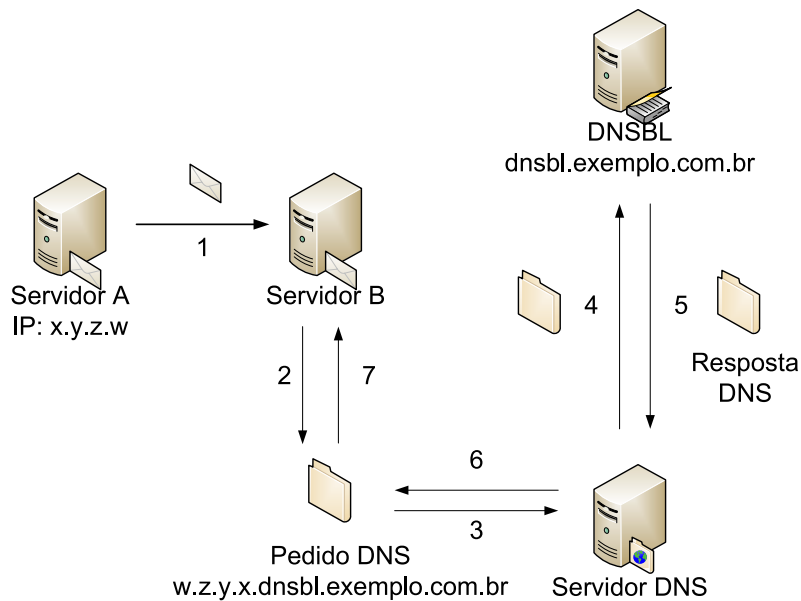 DNSBL
dnsbl.exemplo.com.br
1
Servidor A
IP: x.y.z.w
Servidor B
4
5
Resposta
DNS
2
7
6
3
Pedido DNS
w.z.y.x.dnsbl.exemplo.com.br
Servidor DNS